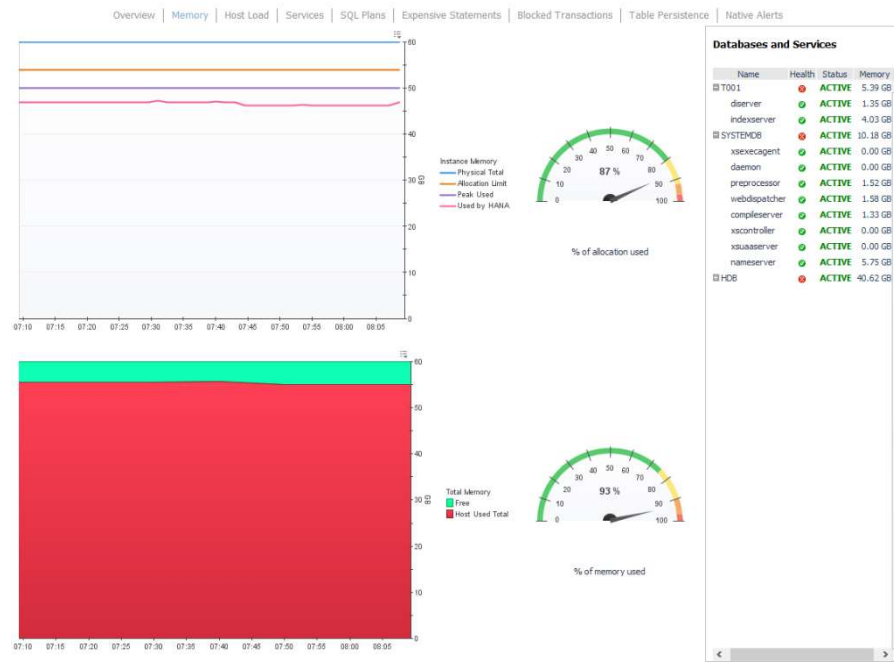 Overview | Memory | Host Load | Services | SQL Plans | Expensive Statements | Blocked Transactions | Table Persistence | Native Alerts
60
50
40
30
20
10
0
GB
07:10 07:15 07:20 07:25 07:30 07:35 07:40 07:45 07:50 07:55 08:00 08:05
Instance Memory
Physical Total
Allocation Limit
Peak Used
Used by HANA
0 10 20 30 40 50 60 70 80 90 100
87 %
% of allocation used
60
50
40
30
20
10
0
GB
07:10 07:15 07:20 07:25 07:30 07:35 07:40 07:45 07:50 07:55 08:00 08:05
Total Memory
Free
Host Used Total
0 10 20 30 40 50 60 70 80 90 100
93 %
% of memory used
Databases and Services
Name Health Status Memory
T001 ACTIVE 5.39 GB
diserver ACTIVE 1.35 GB
indexserver ACTIVE 4.03 GB
SYSTEMDB ACTIVE 10.18 GB
xsexecagent ACTIVE 0.00 GB
daemon ACTIVE 0.00 GB
preprocessor ACTIVE 1.52 GB
webdispatcher ACTIVE 1.58 GB
compileserver ACTIVE 1.33 GB
xscontroller ACTIVE 0.00 GB
xsuaaserver ACTIVE 0.00 GB
nameserver ACTIVE 5.75 GB
HDB ACTIVE 40.62 GB